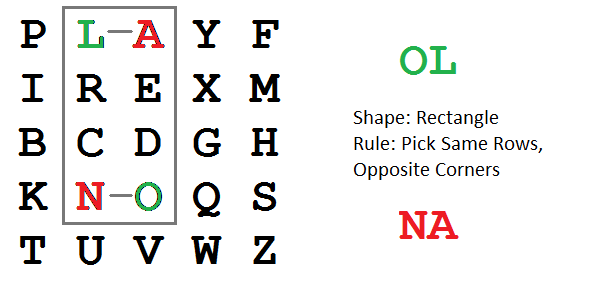 P L A Y F
I R E X M
B C D G H
K N O Q S
T U V W Z
OL
Shape: Rectangle
Rule: Pick Same Rows,
Opposite Corners
NA